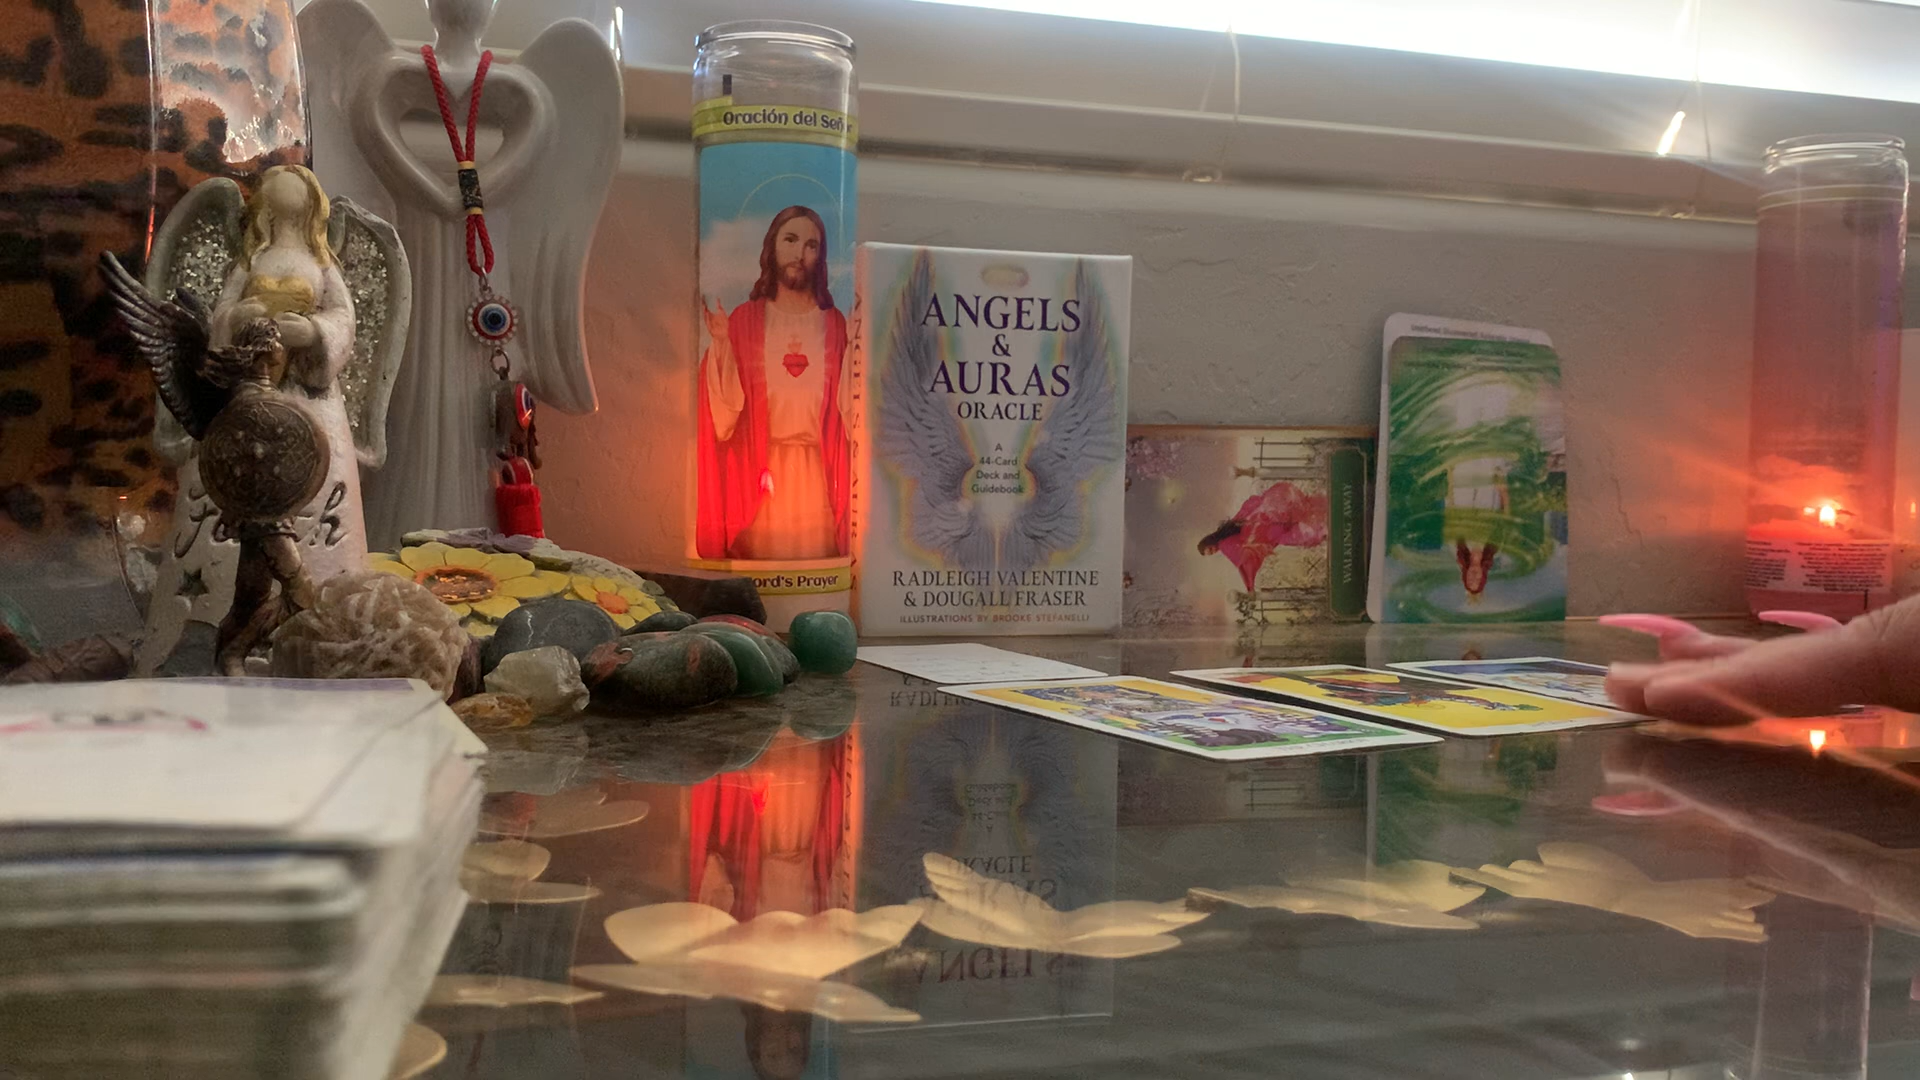 Oración del Señor
ord's Prayer
faith
ANGELS
&
AURAS
ORACLE
A
44-Card
Deck and
Guidebook
RADLEIGH VALENTINE
& DOUGALL FRASER
ILLUSTRATIONS BY BROOKE STEFANELLI
WALKING AWAY